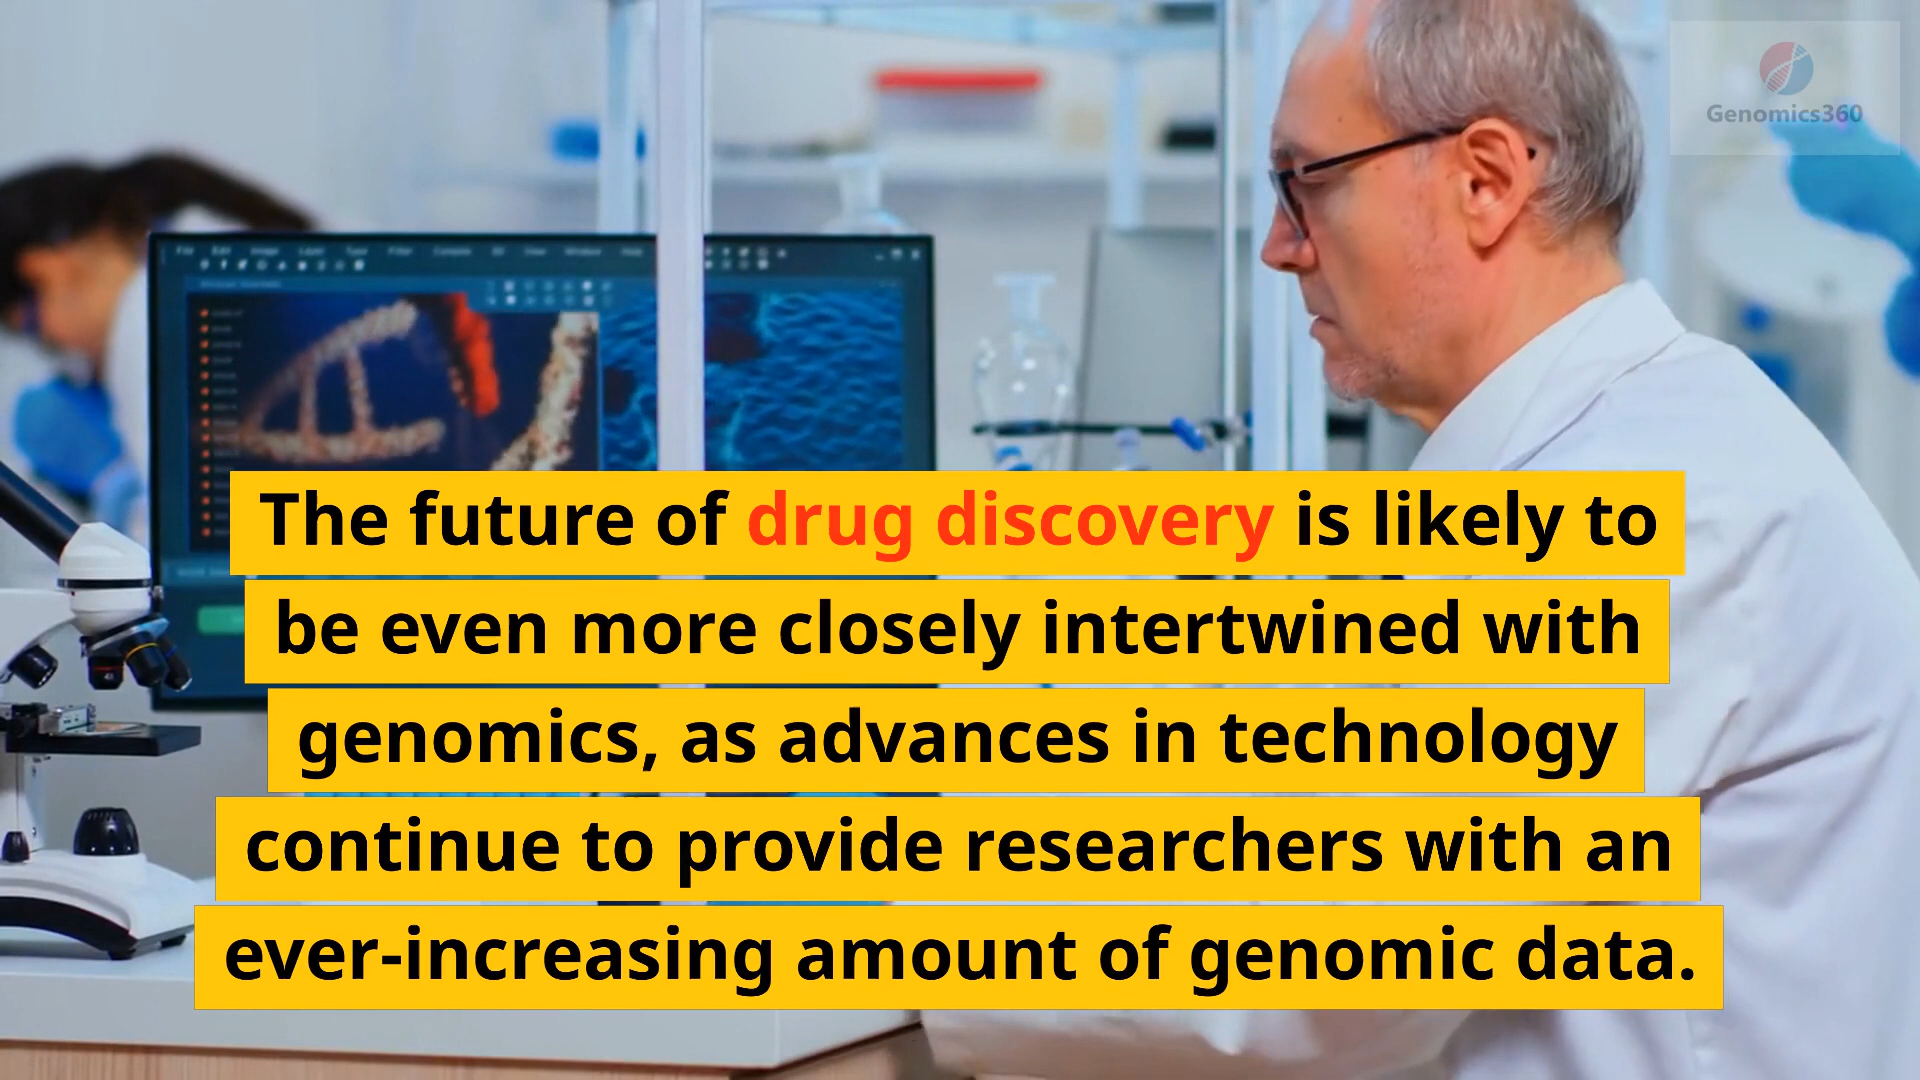 Genomics360
The future of drug discovery is likely to
be even more closely intertwined with
genomics, as advances in technology
continue to provide researchers with an
ever-increasing amount of genomic data.